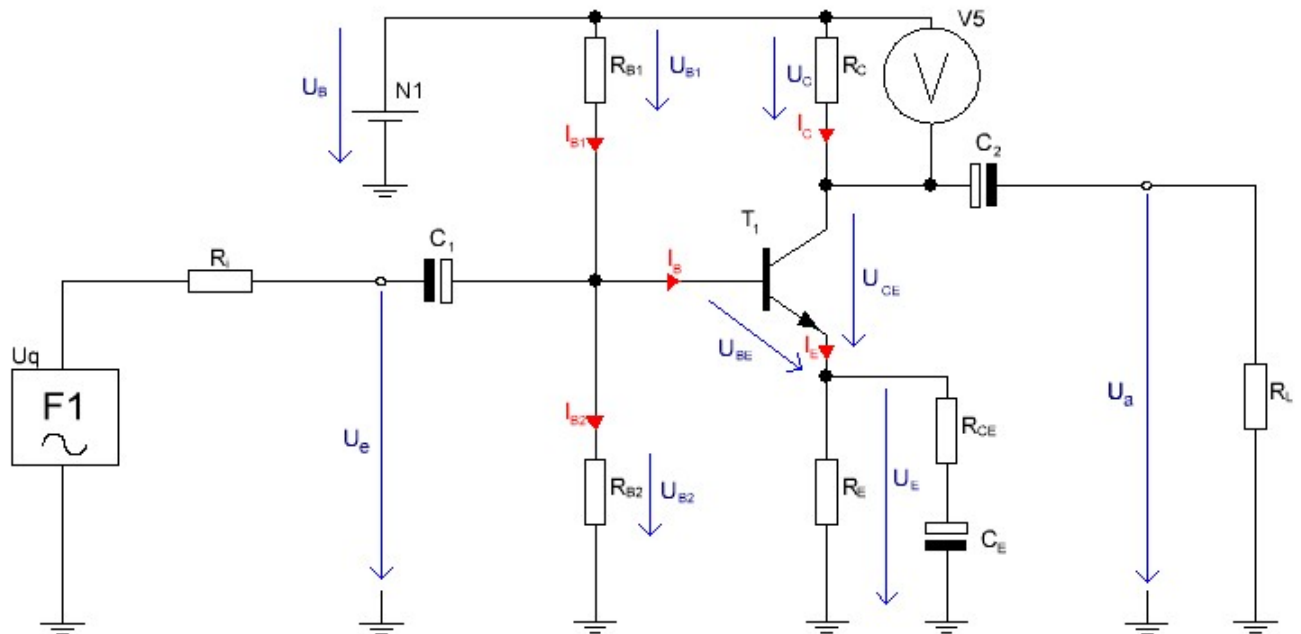 V5
R_B1
U_B1
U_C
R_C
V
U_B
N1
I_B1
I_C
C_2
T_1
C_1
R_i
I_B
U_CE
U_BE
I_E
Uq
F1
U_e
I_B2
R_CE
U_a
R_L
R_B2
U_B2
R_E
U_E
C_E